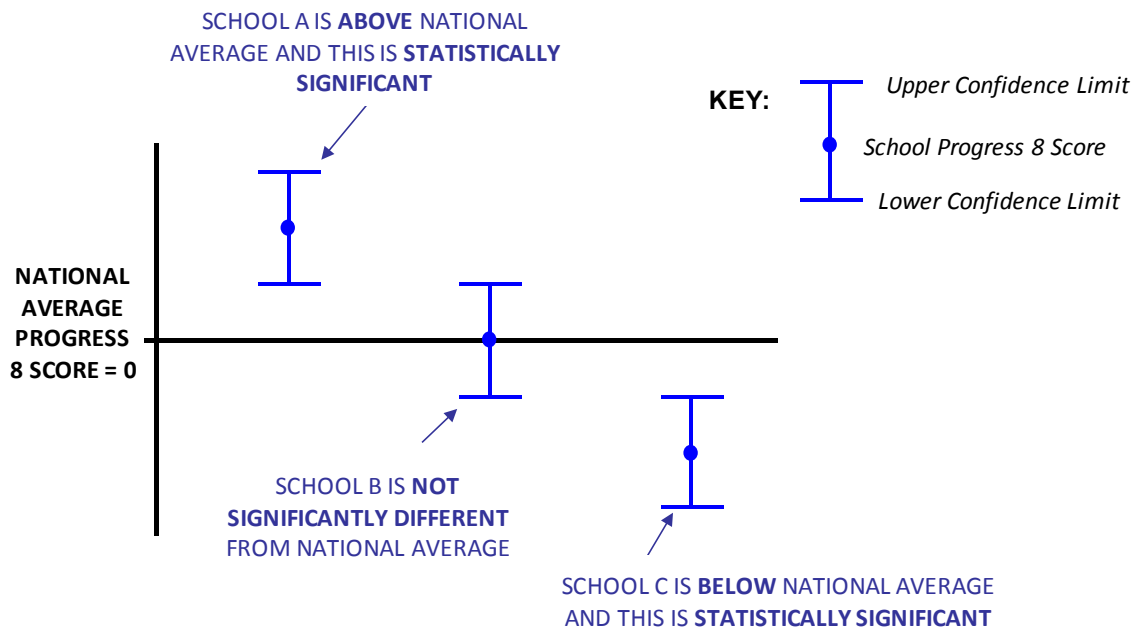 SCHOOL A IS ABOVE NATIONAL
AVERAGE AND THIS IS STATISTICALLY
SIGNIFICANT
KEY:
Upper Confidence Limit
School Progress 8 Score
Lower Confidence Limit
NATIONAL
AVERAGE
PROGRESS
8 SCORE = 0
SCHOOL B IS NOT
SIGNIFICANTLY DIFFERENT
FROM NATIONAL AVERAGE
SCHOOL C IS BELOW NATIONAL AVERAGE
AND THIS IS STATISTICALLY SIGNIFICANT